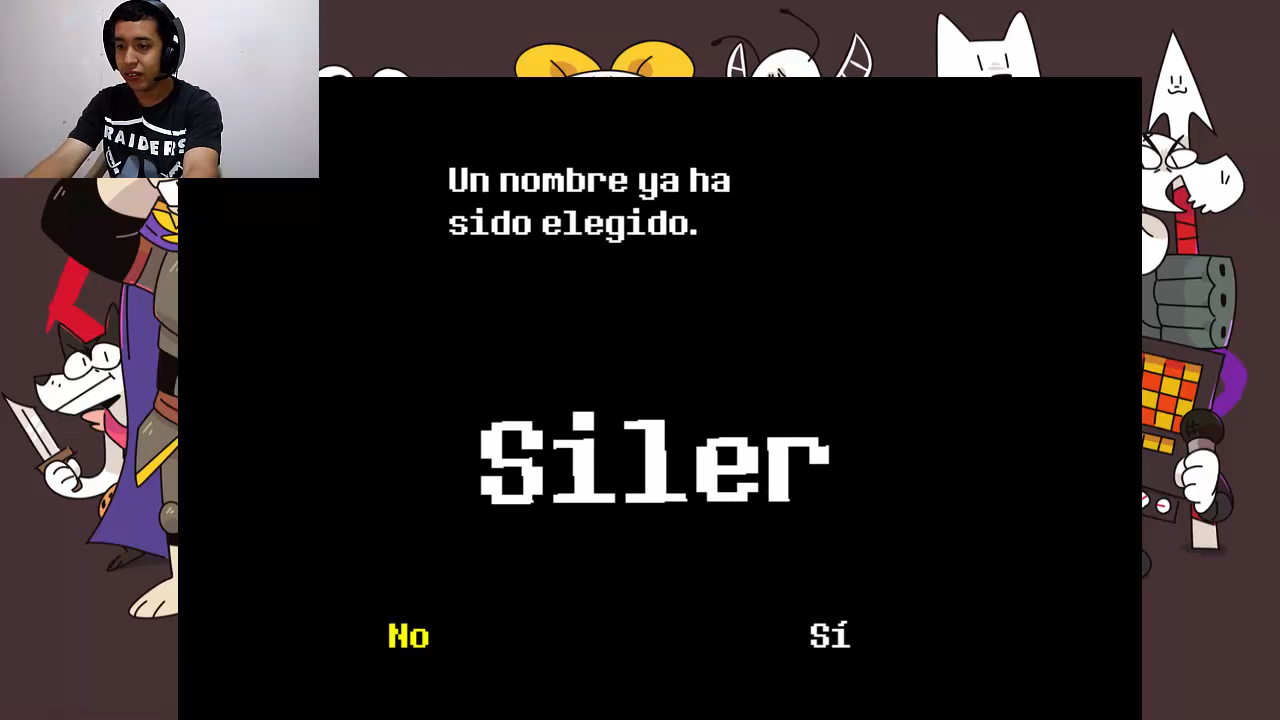 RAIDERS
Un nombre ya ha
sido elegido.
Siler
No
Sí